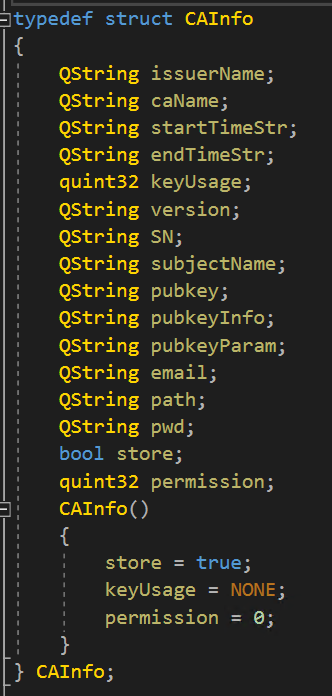 typedef struct CAInfo
{
    QString issuerName;
    QString caName;
    QString startTimeStr;
    QString endTimeStr;
    quint32 keyUsage;
    QString version;
    QString SN;
    QString subjectName;
    QString pubkey;
    QString pubkeyInfo;
    QString pubkeyParam;
    QString email;
    QString path;
    QString pwd;
    bool store;
    quint32 permission;
    CAInfo()
    {
        store = true;
        keyUsage = NONE;
        permission = 0;
    }
} CAInfo;